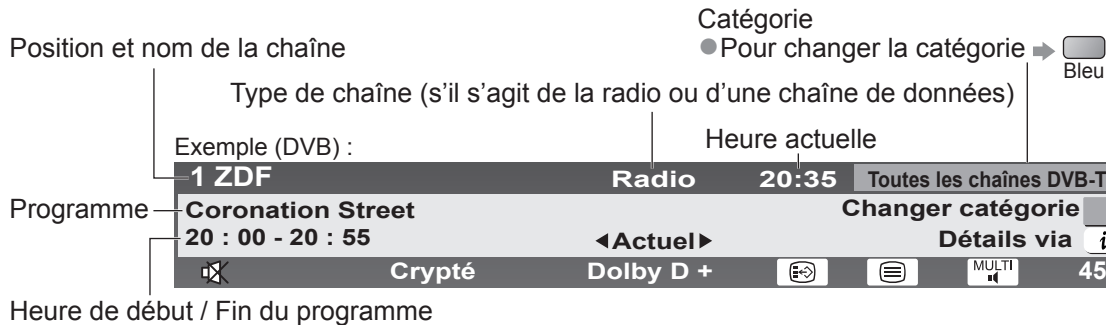 Catégorie
Position et nom de la chaîne
●Pour changer la catégorie
Bleu
Type de chaîne (s'il s'agit de la radio ou d'une chaîne de données)
Exemple (DVB) :
Heure actuelle
1 ZDF Radio 20:35 Toutes les chaînes DVB-T
Programme Coronation Street Changer catégorie
20 : 00 - 20 : 55 ◀Actuel▶ Détails via i
Crypté Dolby D + MULTI 45
Heure de début / Fin du programme